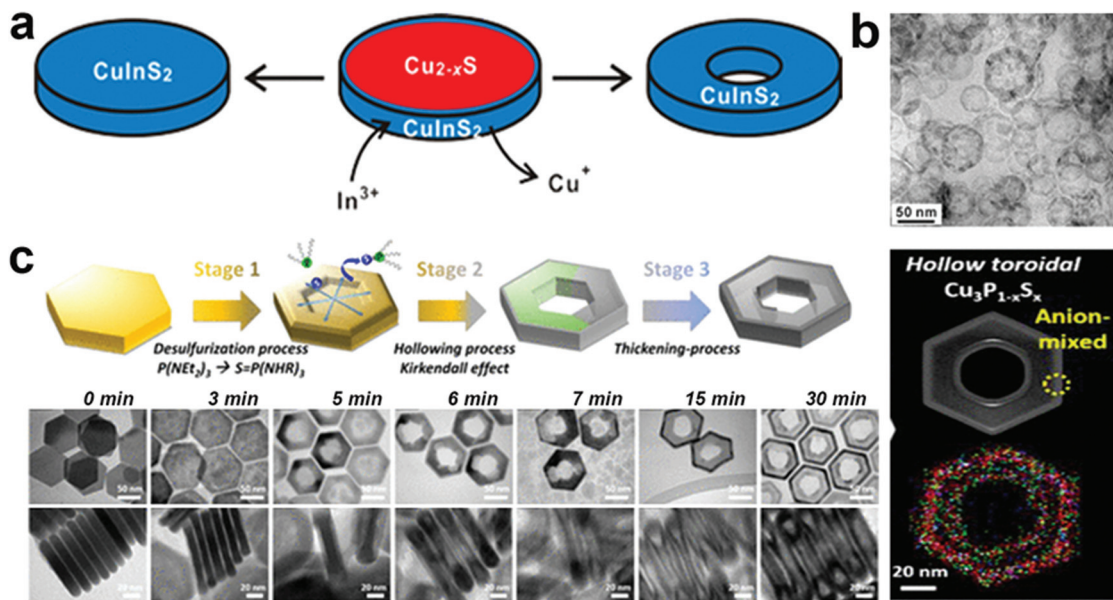 a
CuInS2
Cu2-xS
CuInS2
In3+
Cu+
CuInS2
b
50 nm
c
Stage 1
Stage 2
Stage 3
Desulfurization process
P(NEt2)3 → S=P(NHR)3
Hollowing process
Kirkendall effect
Thickening-process
0 min
3 min
5 min
6 min
7 min
15 min
30 min
50 nm
50 nm
50 nm
50 nm
50 nm
50 nm
20 nm
20 nm
20 nm
20 nm
20 nm
20 nm
20 nm
Hollow toroidal
Cu3P1-xSx
Anion-
mixed
20 nm